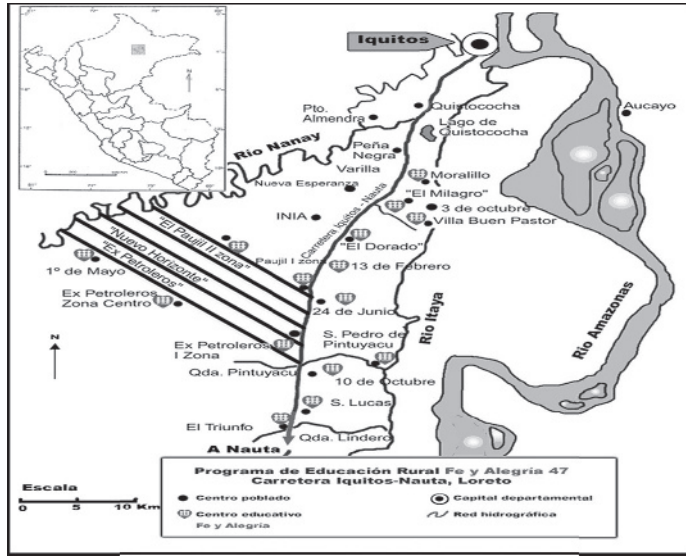 Iquitos
Quistococha
Pto.
Almendra
Aucayo
Lago de
Quistococha
Río Nanay
Peña
Negra
Varilla
Moralillo
Nueva Esperanza
"El Milagro"
3 de octubre
INIA
Villa Buen Pastor
Carretera Iquitos - Nauta
"El Dorado"
"El Paujil II zona"
"Nuevo Horizonte"
"Ex Petroleros"
Paujil I zona
13 de Febrero
1º de Mayo
Ex Petroleros
Zona Centro
24 de Junio
Río Itaya
Río Amazonas
S. Pedro de
Pintuyacu
Ex Petroleros
I Zona
N
Qda. Pintuyacu
10 de Octubre
S. Lucas
El Triunfo
Qda. Lindero
A Nauta
Programa de Educación Rural Fe y Alegría 47
Carretera Iquitos-Nauta, Loreto
Centro poblado
Capital departamental
Centro educativo
Fe y Alegría
Red hidrográfica
Escala
0 5 10 Km